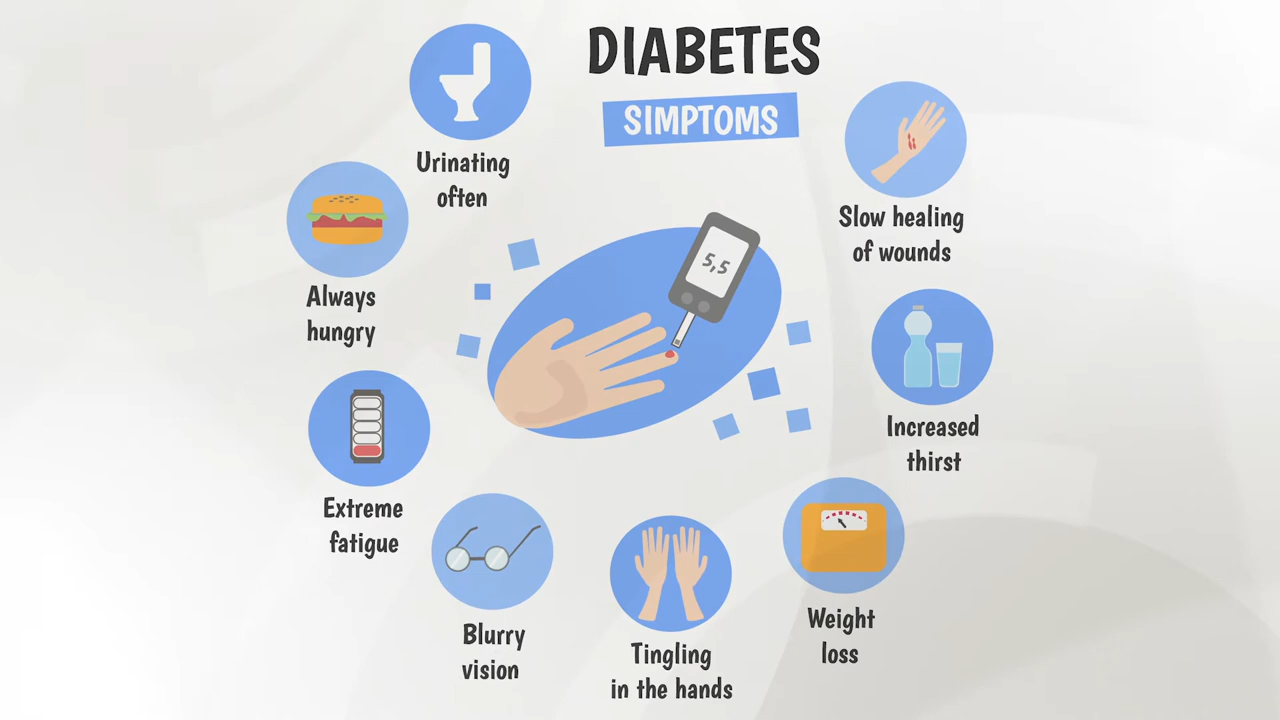 DIABETES
SIMPTOMS
Urinating
often
Slow healing
of wounds
Always
hungry
5,5
Increased
thirst
Extreme
fatigue
Blurry
vision
Tingling
in the hands
Weight
loss